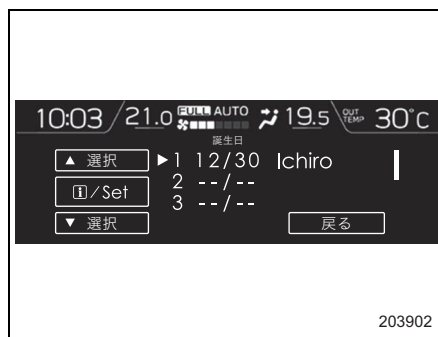 10:03 21.0 FULL AUTO 19.5 OUT TEMP 30°C
誕生日
▲ 選択 ▶1 12/30 Ichiro
i/Set 2 --/--
3 --/--
▼ 選択 戻る
203902